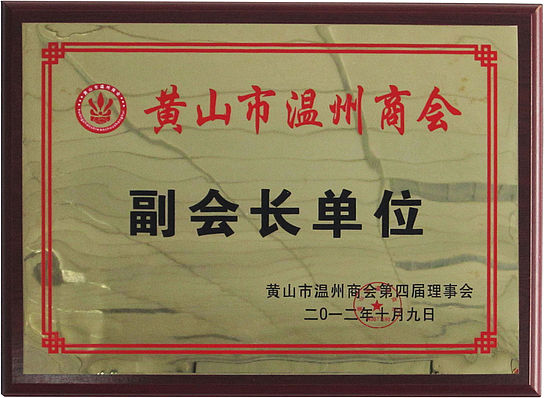 黄山市温州商会
副会长单位
黄山市温州商会第四届理事会
二〇一二年十月九日